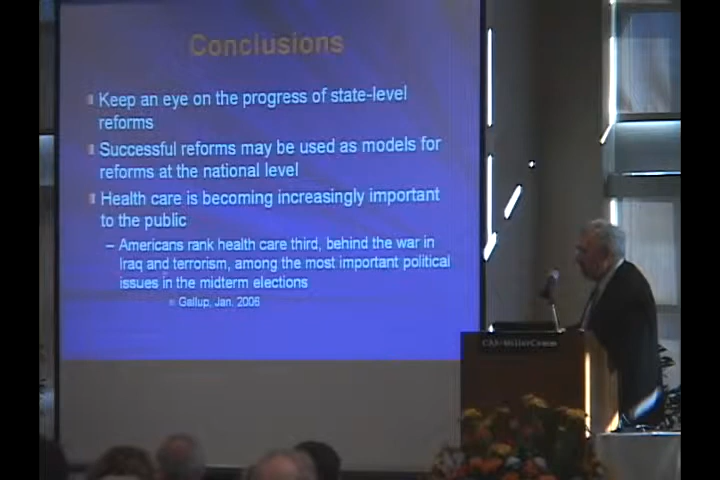 Conclusions
Keep an eye on the progress of state-level
reforms
Successful reforms may be used as models for
reforms at the national level
Health care is becoming increasingly important
to the public
– Americans rank health care third, behind the war in
Iraq and terrorism, among the most important political
issues in the midterm elections
Gallup, Jan. 2006
CAS-MillerComm